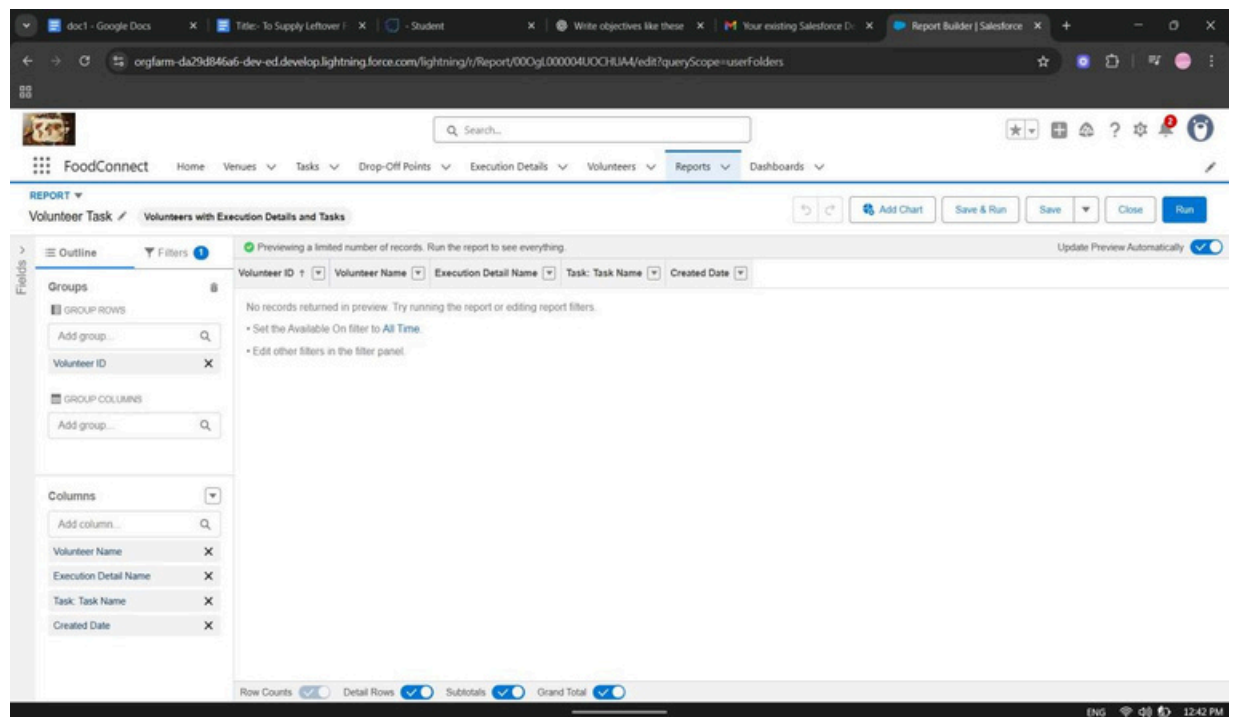 doc1 - Google Docs
Title:- To Supply Leftover F
- Student
Write objectives like these
Your existing Salesforce De
Report Builder | Salesforce
orgfarm-da29d846a6-dev-ed.develop.lightning.force.com/lightning/r/Report/00OgL000004UOCHUA4/edit?queryScope=userFolders
Search...
2
FoodConnect Home Venues Tasks Drop-Off Points Execution Details Volunteers Reports Dashboards
REPORT
Volunteer Task Volunteers with Execution Details and Tasks
Add Chart Save & Run Save Close Run
Fields
Outline Filters 1
Previewing a limited number of records. Run the report to see everything.
Update Preview Automatically
Volunteer ID Volunteer Name Execution Detail Name Task: Task Name Created Date
Groups
GROUP ROWS
Add group...
Volunteer ID
GROUP COLUMNS
Add group...
No records returned in preview. Try running the report or editing report filters.
• Set the Available On filter to All Time.
• Edit other filters in the filter panel.
Columns
Add column...
Volunteer Name
Execution Detail Name
Task: Task Name
Created Date
Row Counts Detail Rows Subtotals Grand Total
ENG 12:42 PM